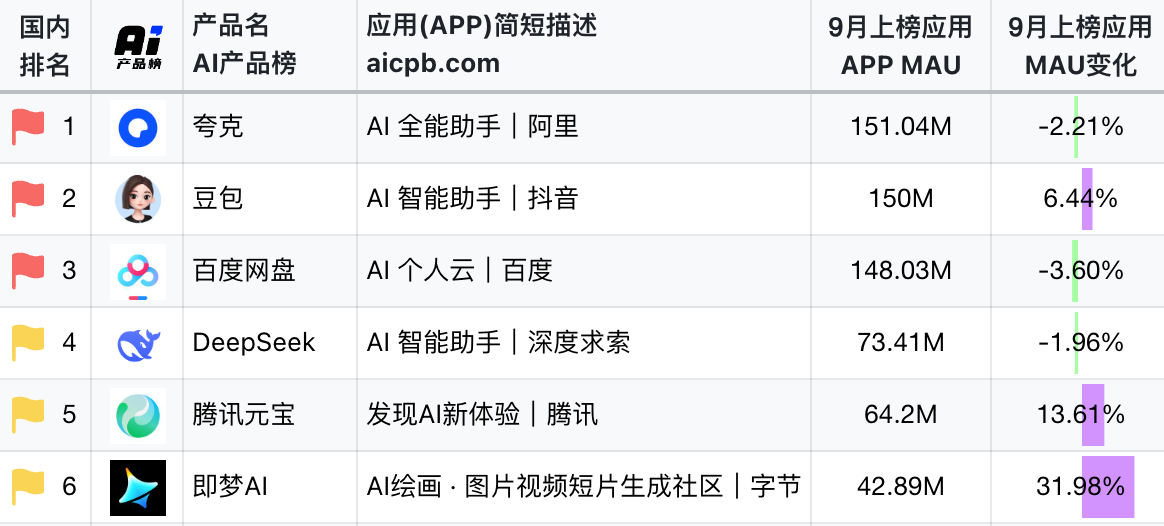 国内 产品名 应用(APP)简短描述 9月上榜应用 9月上榜应用
排名 Ai产品榜 AI产品榜 aicpb.com APP MAU MAU变化
1 夸克 AI 全能助手｜阿里 151.04M -2.21%
2 豆包 AI 智能助手｜抖音 150M 6.44%
3 百度网盘 AI 个人云｜百度 148.03M -3.60%
4 DeepSeek AI 智能助手｜深度求索 73.41M -1.96%
5 腾讯元宝 发现AI新体验｜腾讯 64.2M 13.61%
6 即梦AI AI绘画 · 图片视频短片生成社区｜字节 42.89M 31.98%